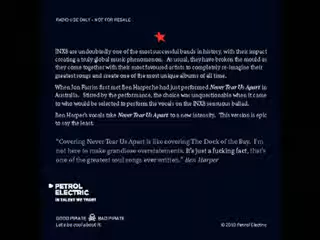 RADIO USE ONLY - NOT FOR RESALE
INXS are undoubtedly one of the most successful bands in history, with their impact
creating a truly global music phenomenon. As usual, they have broken the mould as
they come together with their most favoured artists to completely re-imagine their
greatest songs and create one of the most unique albums of all time.
When Jon Farriss first met Ben Harper he had just performed Never Tear Us Apart in
Australia. Stirred by the performance, the choice was unquestionable when it came
to who would be selected to perform the vocals on the INXS sensuous ballad.
Ben Harper's vocals take Never Tear Us Apart to a new intensity. This version is epic
to say the least.
"Covering Never Tear Us Apart is like covering The Dock of the Bay. I'm
not here to make grandiose overstatements. It's just a fucking fact, that's
one of the greatest soul songs ever written." Ben Harper
PETROL
ELECTRIC
IN TALENT WE TRUST
GOOD PIRATE BAD PIRATE
Let's be cool about it.
© 2010 Petrol Electric